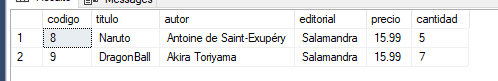 Messages
codigo titulo autor editorial precio cantidad
1 8 Naruto Antoine de Saint-Exupéry Salamandra 15.99 5
2 9 DragonBall Akira Toriyama Salamandra 15.99 7